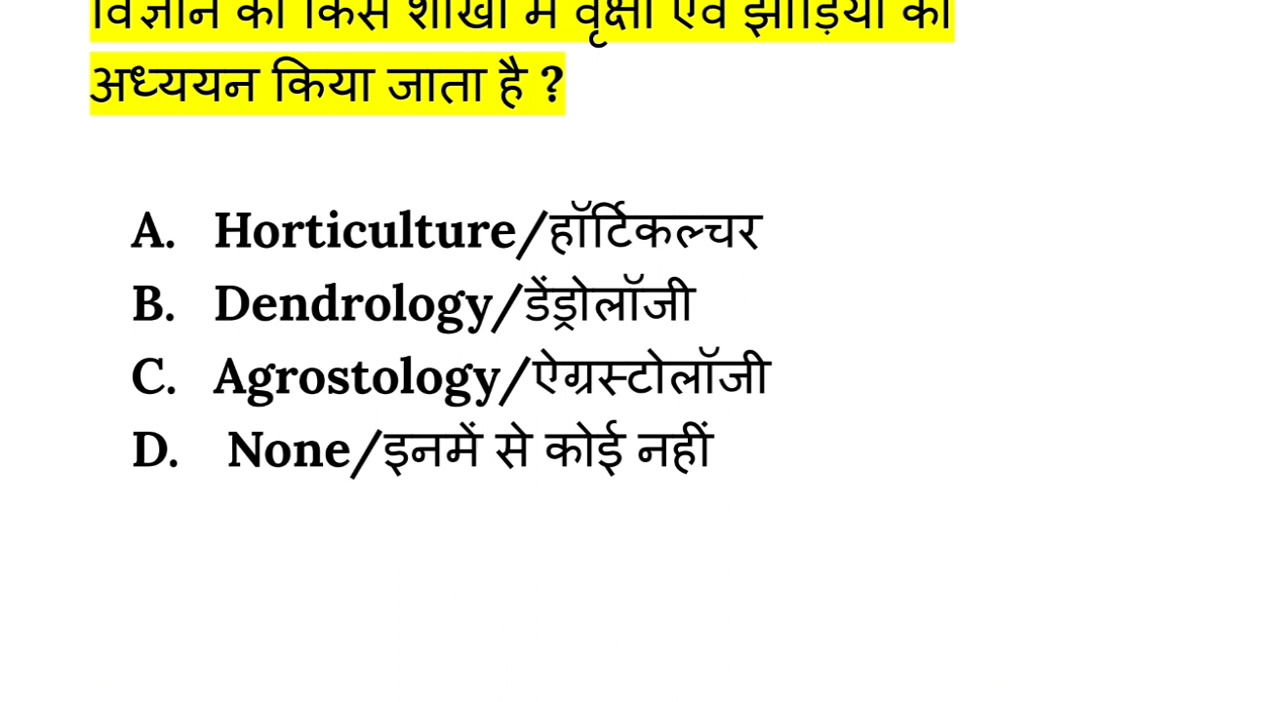 विज्ञान की किस शाखा में वृक्षों एवं झाड़ियों का
अध्ययन किया जाता है ?
A. Horticulture/हॉर्टिकल्चर
B. Dendrology/डेंड्रोलॉजी
C. Agrostology/ऐग्रस्टोलॉजी
D. None/इनमें से कोई नहीं